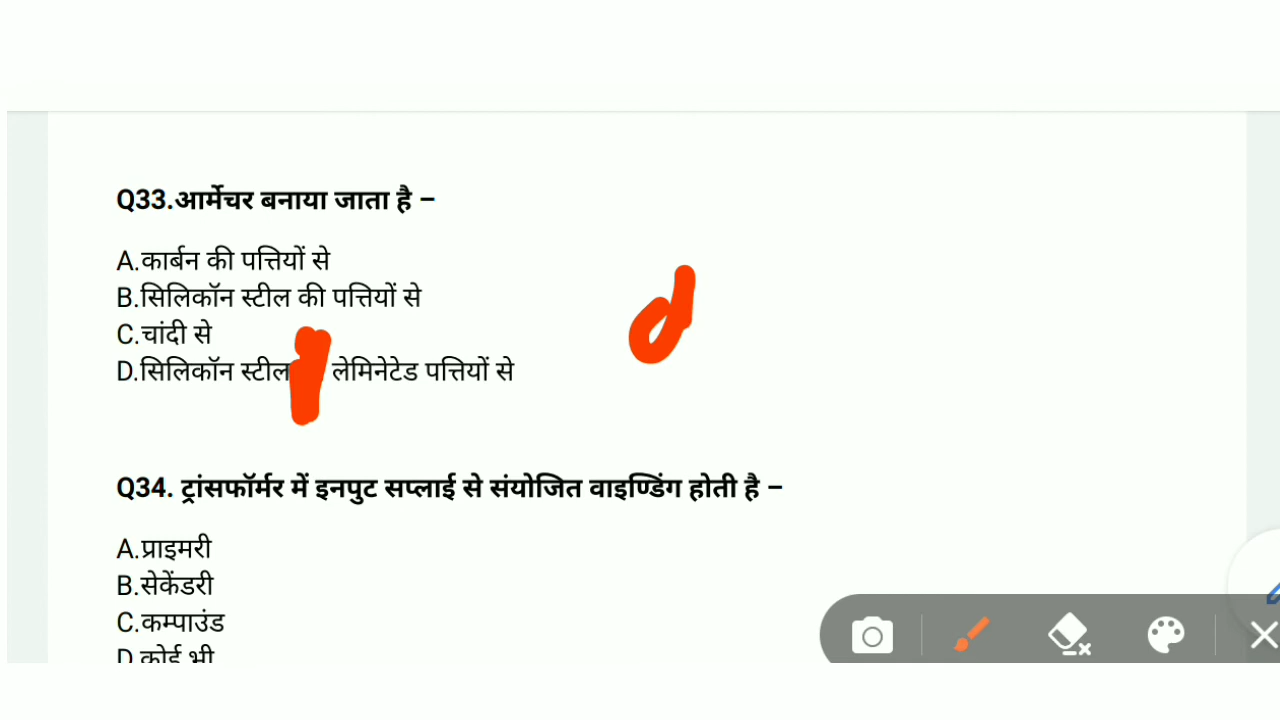 Q33.आर्मेचर बनाया जाता है –
A.कार्बन की पत्तियों से
B.सिलिकॉन स्टील की पत्तियों से
C.चांदी से
D.सिलिकॉन स्टील लेमिनेटेड पत्तियों से
d
Q34. ट्रांसफॉर्मर में इनपुट सप्लाई से संयोजित वाइण्डिंग होती है –
A.प्राइमरी
B.सेकेंडरी
C.कम्पाउंड
D.कोई भी